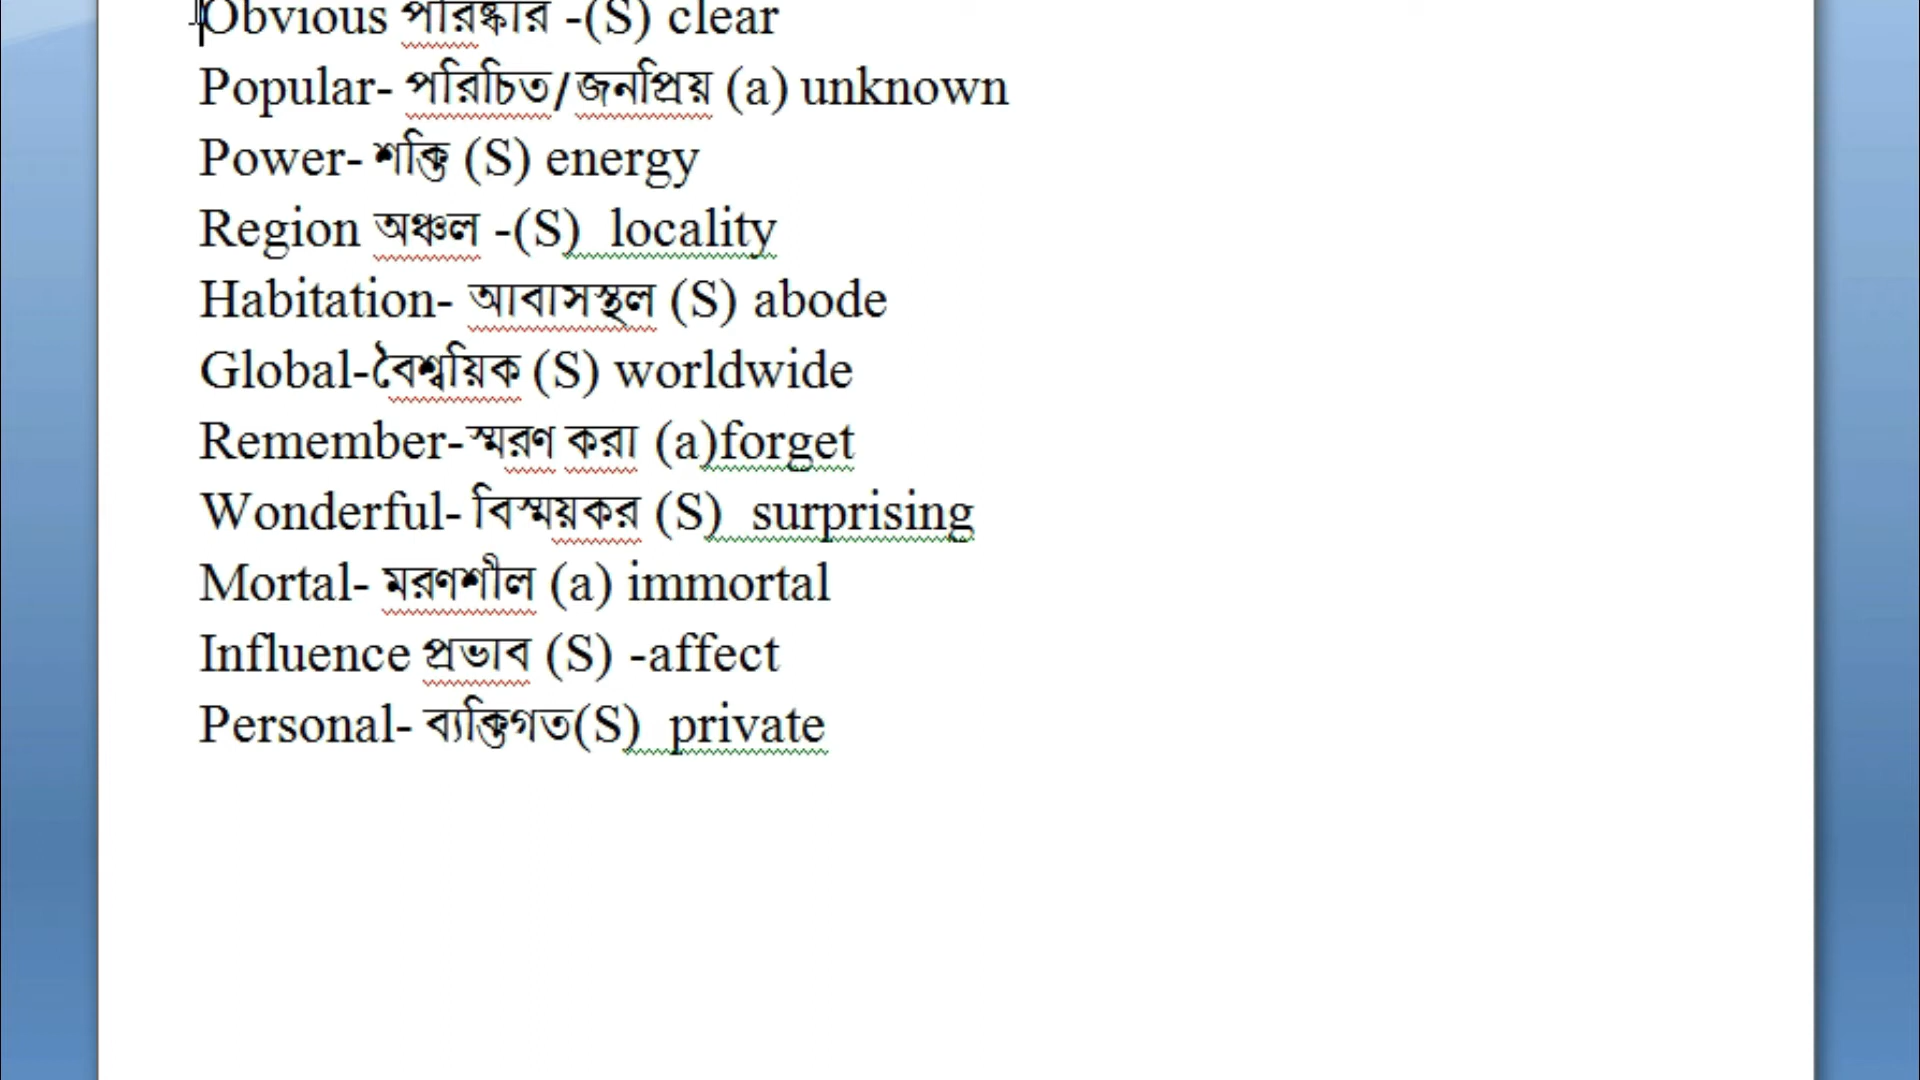 Obvious পরিষ্কার -(S) clear
Popular- পরিচিত/জনপ্রিয় (a) unknown
Power- শক্তি (S) energy
Region অঞ্চল -(S)  locality
Habitation- আবাসস্থল (S) abode
Global-বৈশ্বয়িক (S) worldwide
Remember-স্মরণ করা (a)forget
Wonderful- বিস্ময়কর (S)  surprising
Mortal- মরণশীল (a) immortal
Influence প্রভাব (S) -affect
Personal- ব্যক্তিগত(S)  private